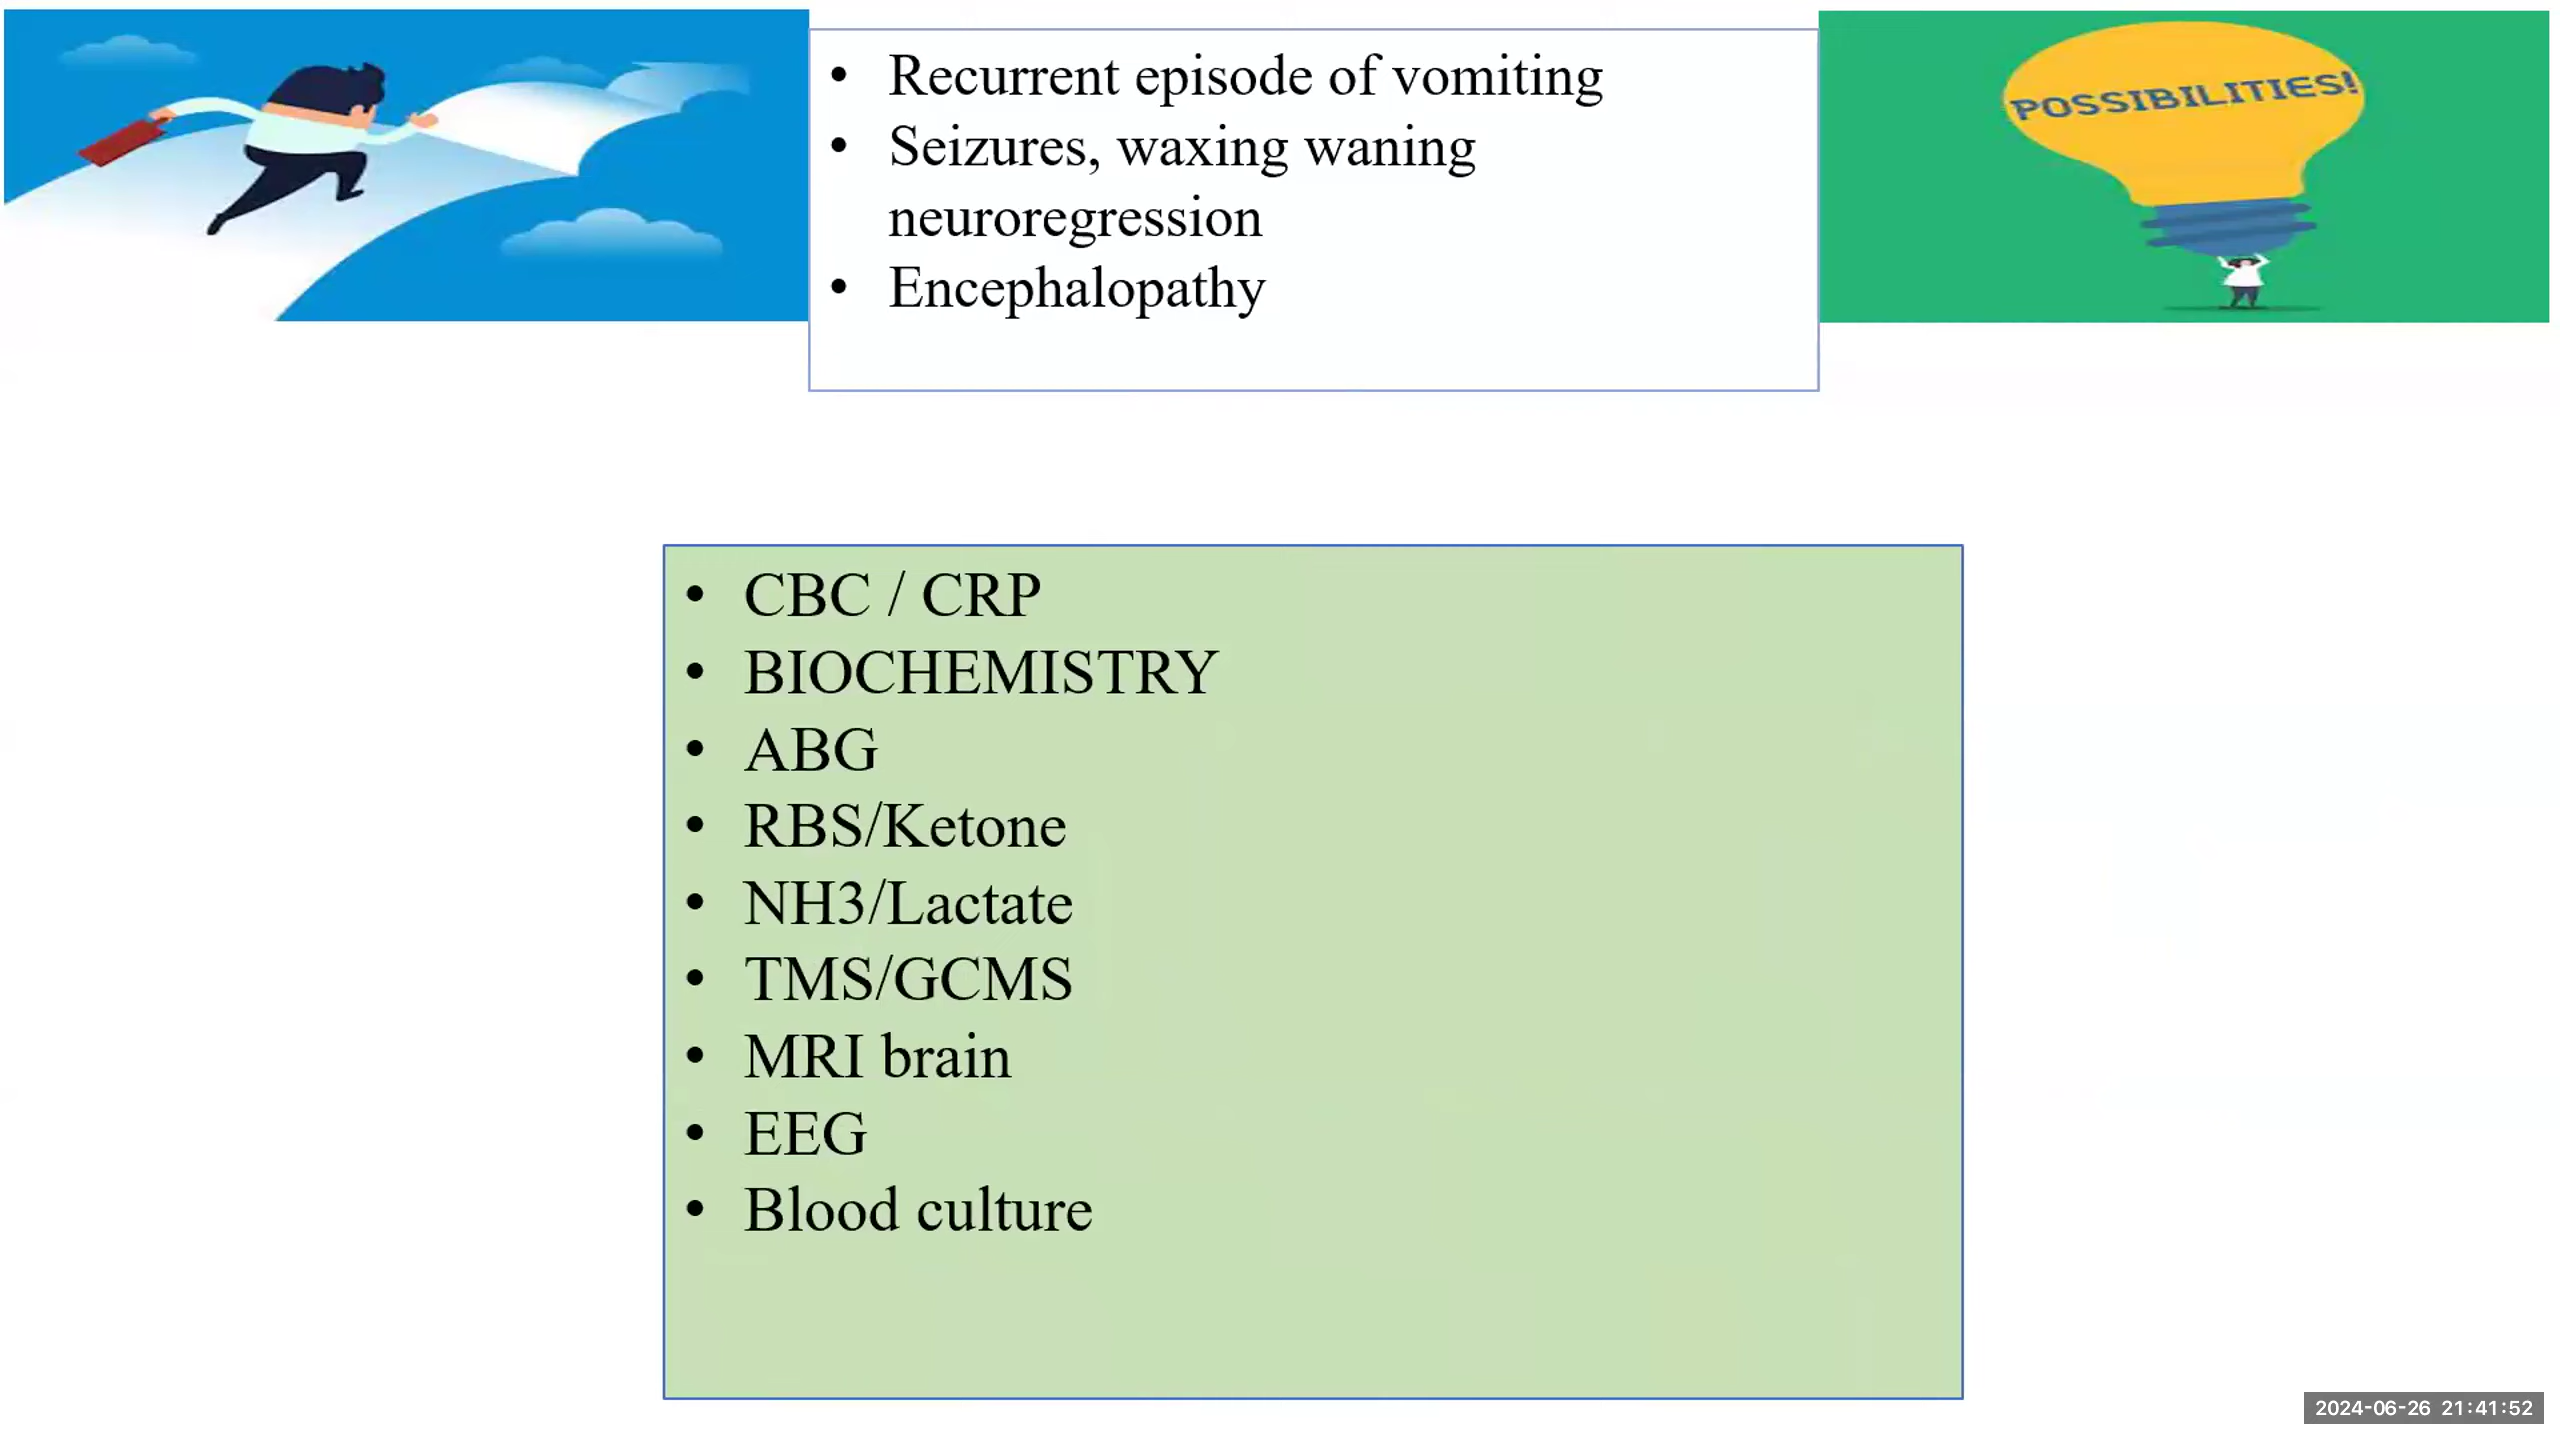 • Recurrent episode of vomiting
• Seizures, waxing waning
neuroregression
• Encephalopathy
POSSIBILITIES!
• CBC / CRP
• BIOCHEMISTRY
• ABG
• RBS/Ketone
• NH3/Lactate
• TMS/GCMS
• MRI brain
• EEG
• Blood culture
2024-06-26 21:41:52